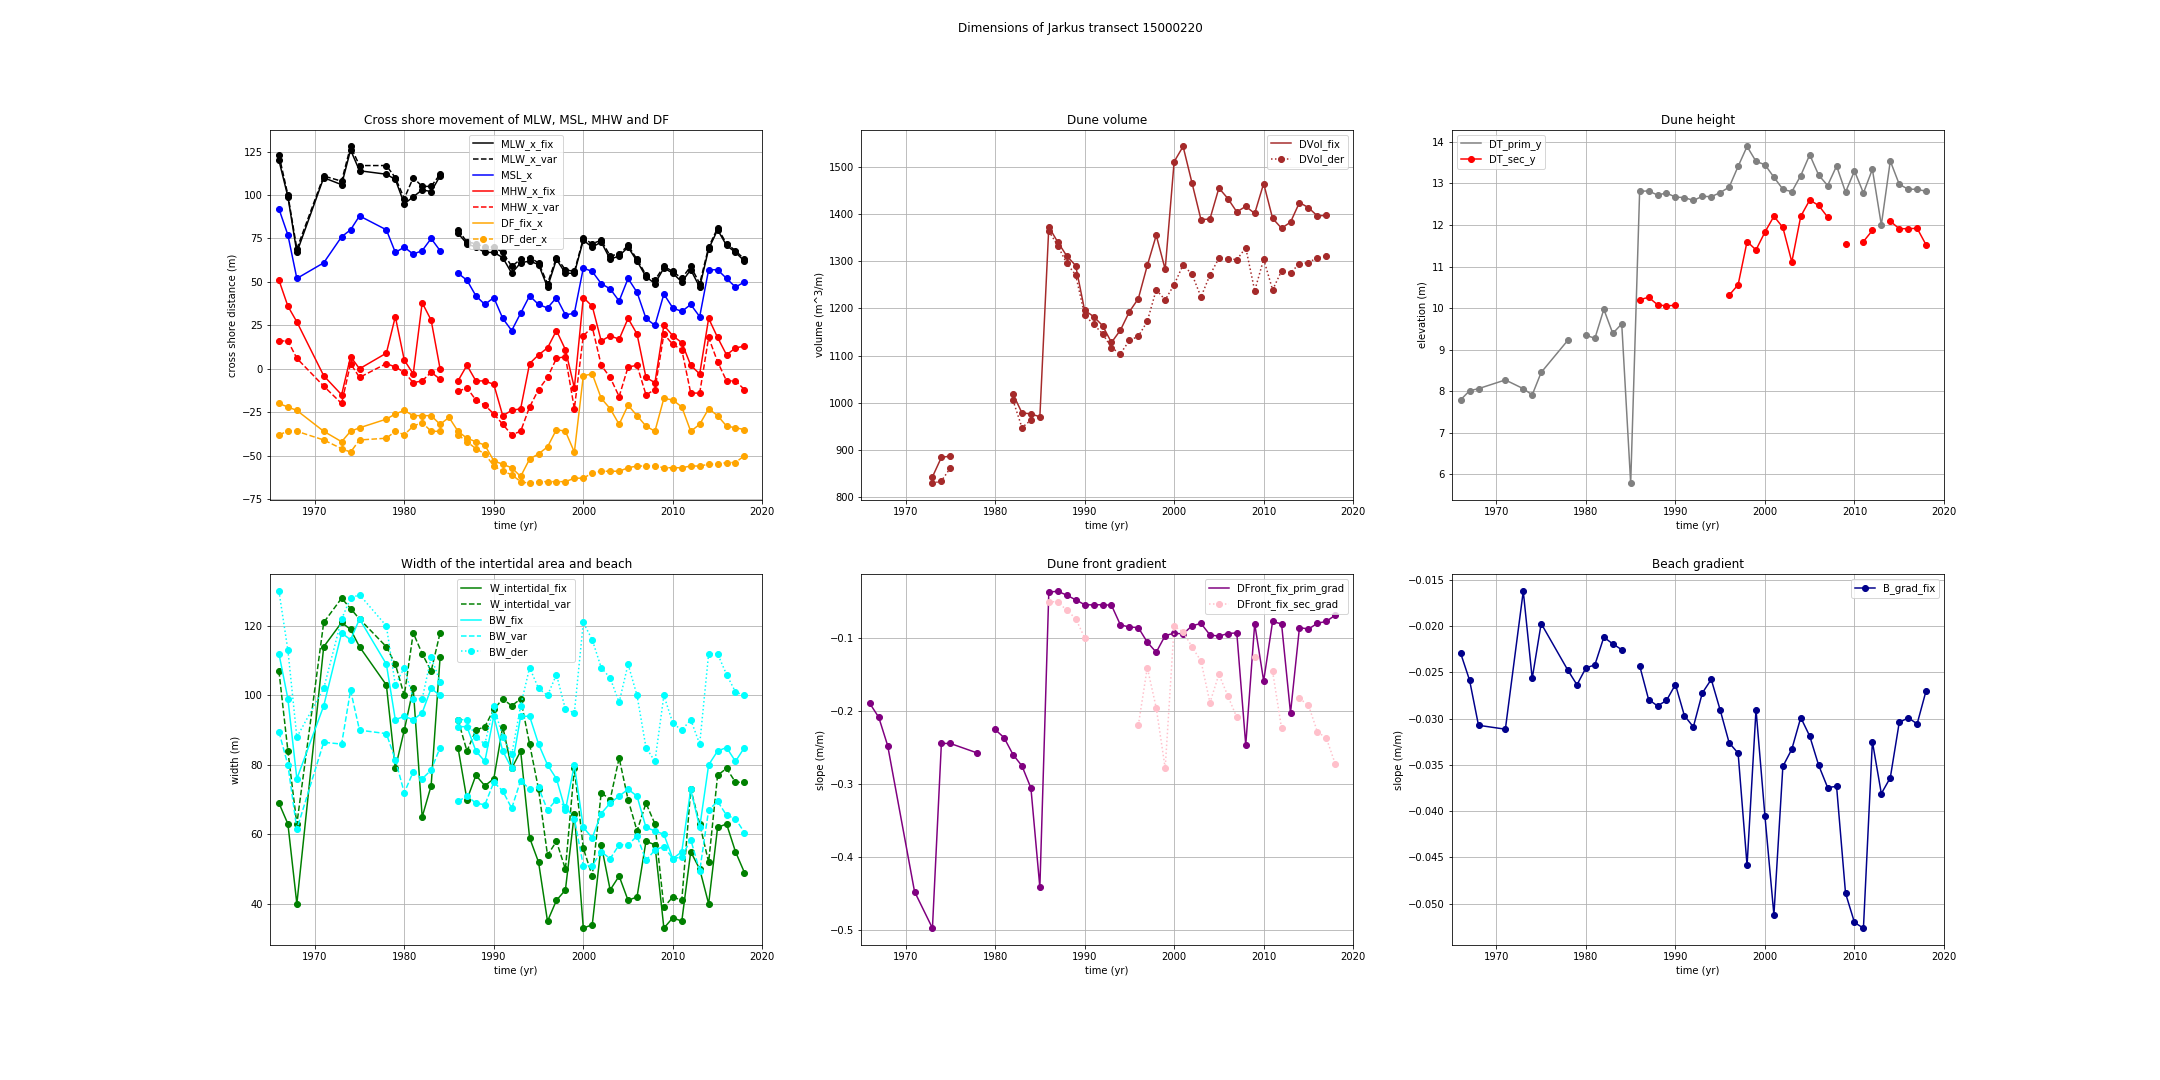 Dimensions of Jarkus transect 15000220
Cross shore movement of MLW, MSL, MHW and DF
cross shore distance (m)
125
100
75
50
25
0
−25
−50
−75
MLW_x_fix
MLW_x_var
MSL_x
MHW_x_fix
MHW_x_var
DF_fix_x
DF_der_x
1970 1980 1990 2000 2010 2020
time (yr)
Dune volume
volume (m^3/m)
1500
1400
1300
1200
1100
1000
900
800
DVol_fix
DVol_der
1970 1980 1990 2000 2010 2020
time (yr)
Dune height
elevation (m)
14
13
12
11
10
9
8
7
6
DT_prim_y
DT_sec_y
1970 1980 1990 2000 2010 2020
time (yr)
Width of the intertidal area and beach
width (m)
120
100
80
60
40
W_intertidal_fix
W_intertidal_var
BW_fix
BW_var
BW_der
1970 1980 1990 2000 2010 2020
time (yr)
Dune front gradient
slope (m/m)
−0.1
−0.2
−0.3
−0.4
−0.5
DFront_fix_prim_grad
DFront_fix_sec_grad
1970 1980 1990 2000 2010 2020
time (yr)
Beach gradient
slope (m/m)
−0.015
−0.020
−0.025
−0.030
−0.035
−0.040
−0.045
−0.050
B_grad_fix
1970 1980 1990 2000 2010 2020
time (yr)